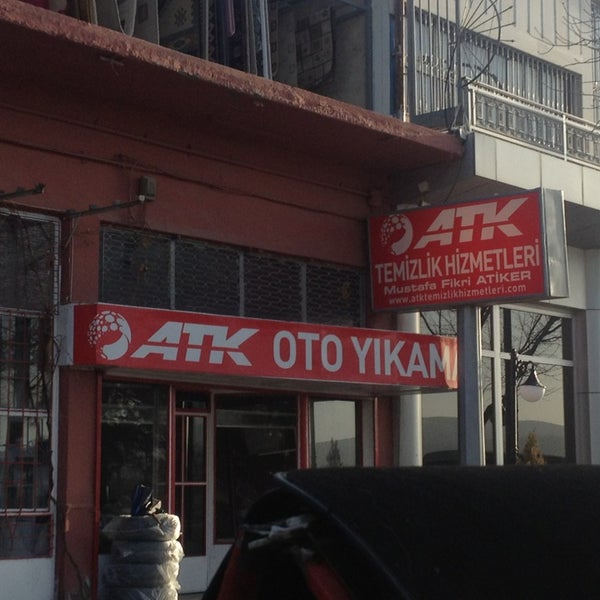 ATK
TEMİZLİK HİZMETLERİ
Mustafa Fikri ATİKER
www.atktemizlikhizmetleri.com
ATK OTO YIKAMA